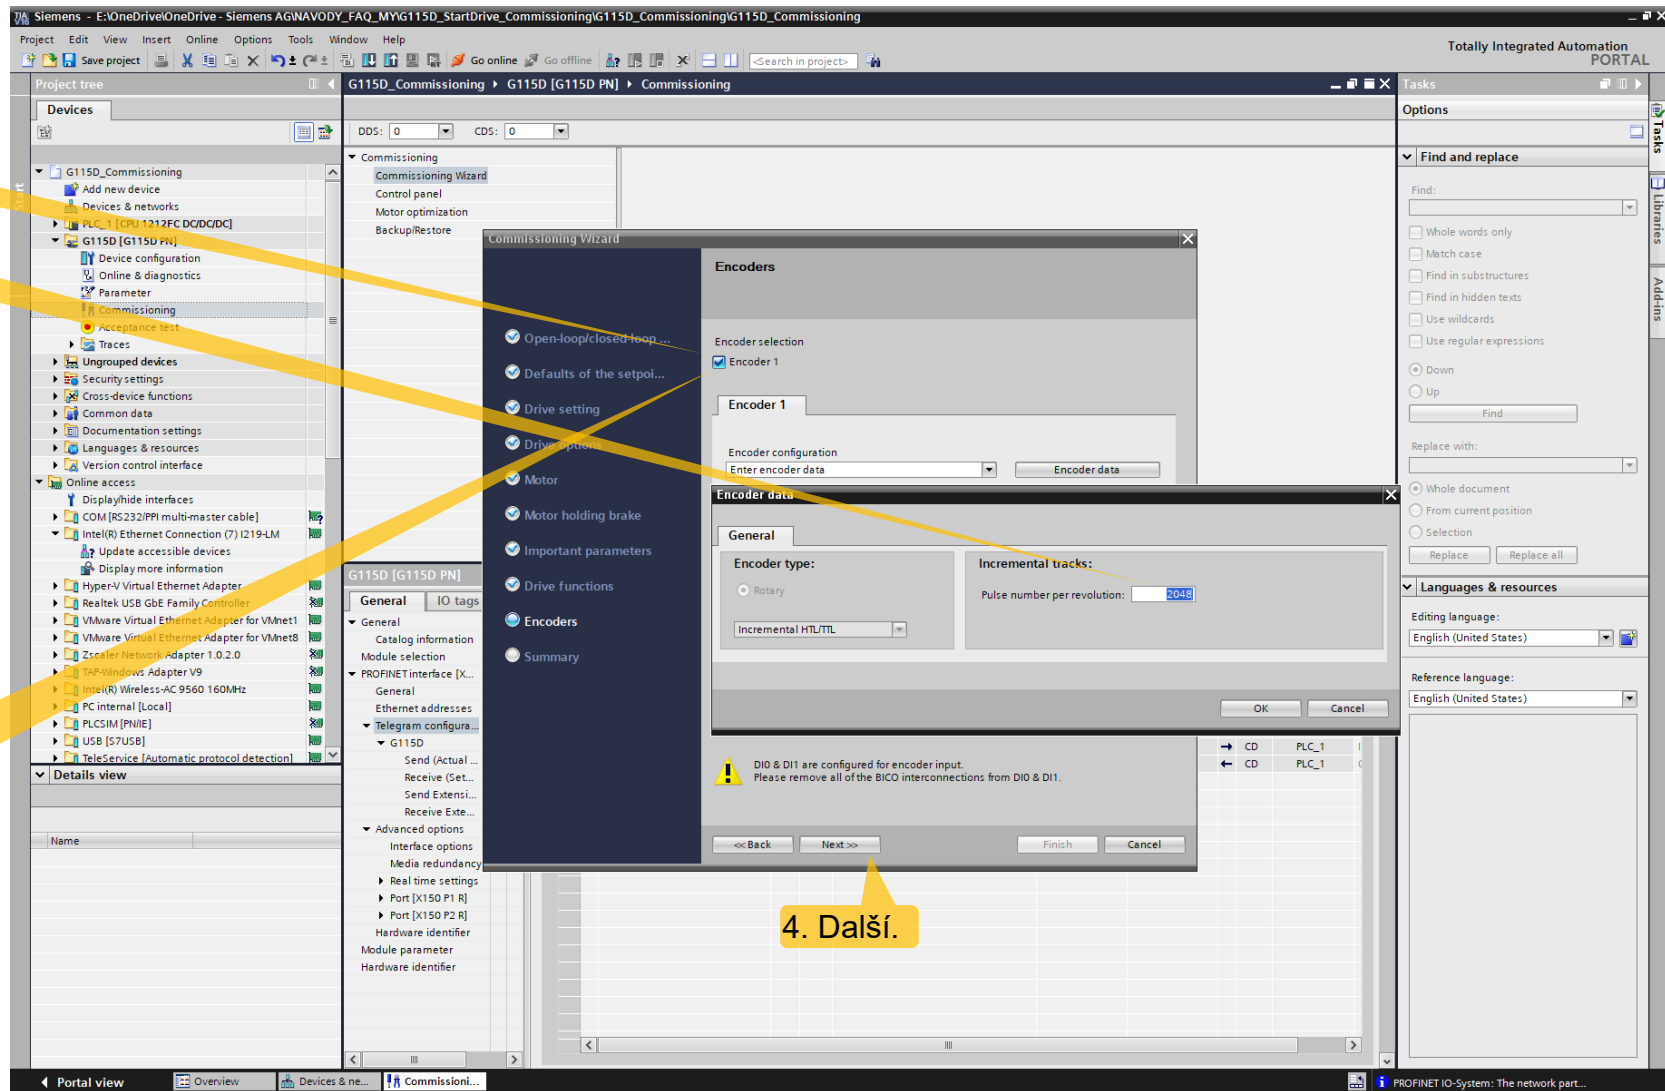 Siemens - E:\OneDrive\OneDrive - Siemens AG\NAVODY_FAQ_MY\G115D_StartDrive_Commissioning\G115D_Commissioning\G115D_Commissioning
Project Edit View Insert Online Options Tools Window Help
Totally Integrated Automation
PORTAL
Save project
Go online
Go offline
<Search in project>
Project tree
G115D_Commissioning
G115D [G115D PN]
Commissioning
Tasks
Devices
Options
DDS: 0
CDS: 0
Start
G115D_Commissioning
Add new device
Devices & networks
PLC_1 [CPU 1212FC DC/DC/DC]
G115D [G115D PN]
Device configuration
Online & diagnostics
Parameter
Commissioning
Acceptance test
Traces
Ungrouped devices
Security settings
Cross-device functions
Common data
Documentation settings
Languages & resources
Version control interface
Online access
Display/hide interfaces
COM [RS232/PPI multi-master cable]
Intel(R) Ethernet Connection (7) I219-LM
Update accessible devices
Display more information
Hyper-V Virtual Ethernet Adapter
Realtek USB GbE Family Controller
VMware Virtual Ethernet Adapter for VMnet1
VMware Virtual Ethernet Adapter for VMnet8
Zscaler Network Adapter 1.0.2.0
TAP-Windows Adapter V9
Intel(R) Wireless-AC 9560 160MHz
PC internal [Local]
PLCSIM [PN/IE]
USB [S7USB]
TeleService [Automatic protocol detection]
Details view
Name
Commissioning
Commissioning Wizard
Control panel
Motor optimization
Backup/Restore
Commissioning Wizard
Encoders
Open-loop/closed-loop ...
Defaults of the setpoi...
Drive setting
Drive options
Motor
Motor holding brake
Important parameters
Drive functions
Encoders
Summary
Encoder selection
Encoder 1
Encoder 1
Encoder configuration
Enter encoder data
Encoder data
Encoder data
General
Encoder type:
Rotary
Incremental HTL/TTL
Incremental tracks:
Pulse number per revolution: 2048
OK
Cancel
DI0 & DI1 are configured for encoder input.
Please remove all of the BICO interconnections from DI0 & DI1.
<<Back
Next>>
Finish
Cancel
4. Další.
G115D [G115D PN]
General
IO tags
General
Catalog information
Module selection
PROFINET interface [X...
General
Ethernet addresses
Telegram configura...
G115D
Send (Actual ...
Receive (Set...
Send Extensi...
Receive Exte...
Advanced options
Interface options
Media redundancy
Real time settings
Port [X150 P1 R]
Port [X150 P2 R]
Hardware identifier
Module parameter
Hardware identifier
CD PLC_1
CD PLC_1
Find and replace
Find:
Whole words only
Match case
Find in substructures
Find in hidden texts
Use wildcards
Use regular expressions
Down
Up
Find
Replace with:
Whole document
From current position
Selection
Replace
Replace all
Languages & resources
Editing language:
English (United States)
Reference language:
English (United States)
Tasks
Libraries
Add-ins
Portal view
Overview
Devices & ne...
Commissioni...
PROFINET IO-System: The network part...